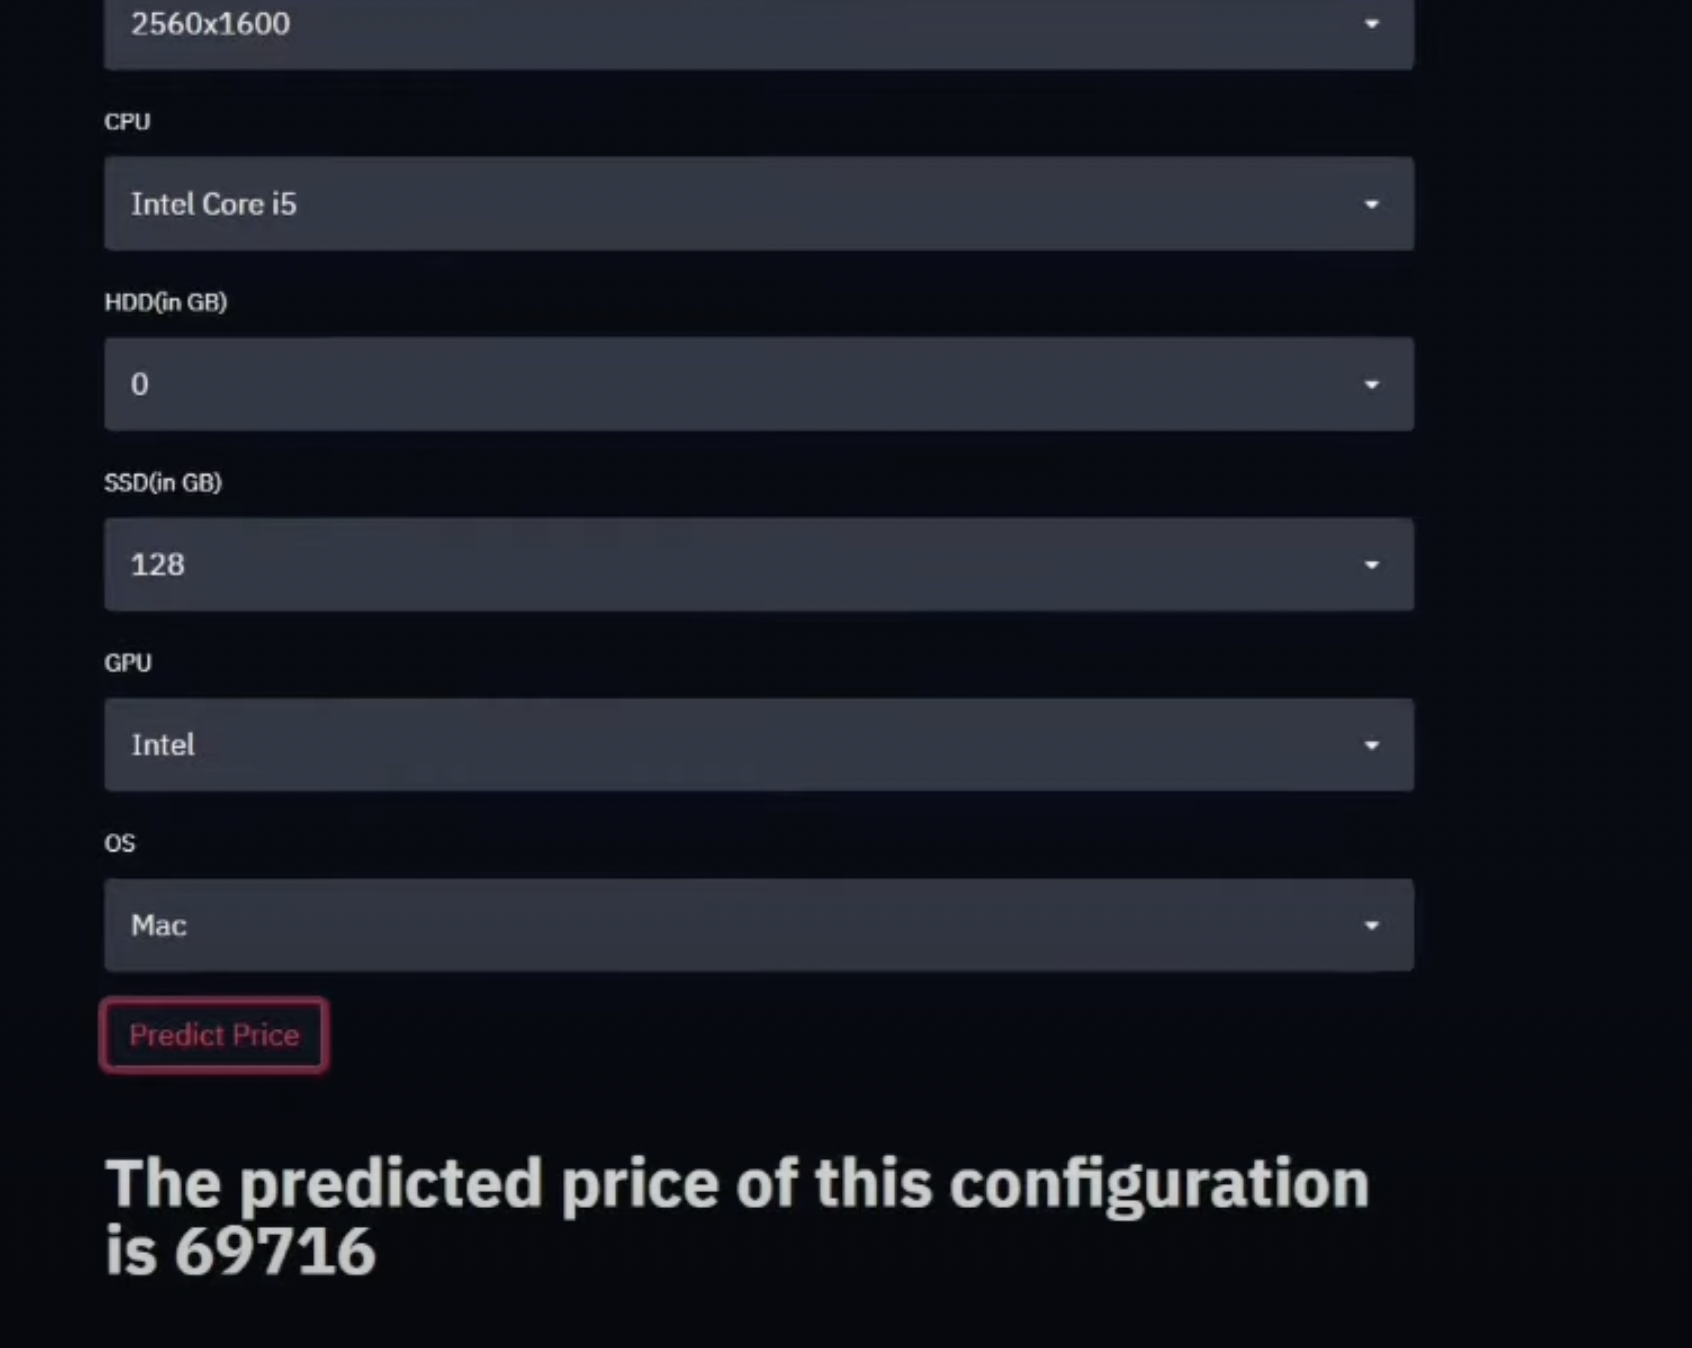 2560x1600
CPU
Intel Core i5
HDD(in GB)
0
SSD(in GB)
128
GPU
Intel
OS
Mac
Predict Price
The predicted price of this configuration
is 69716